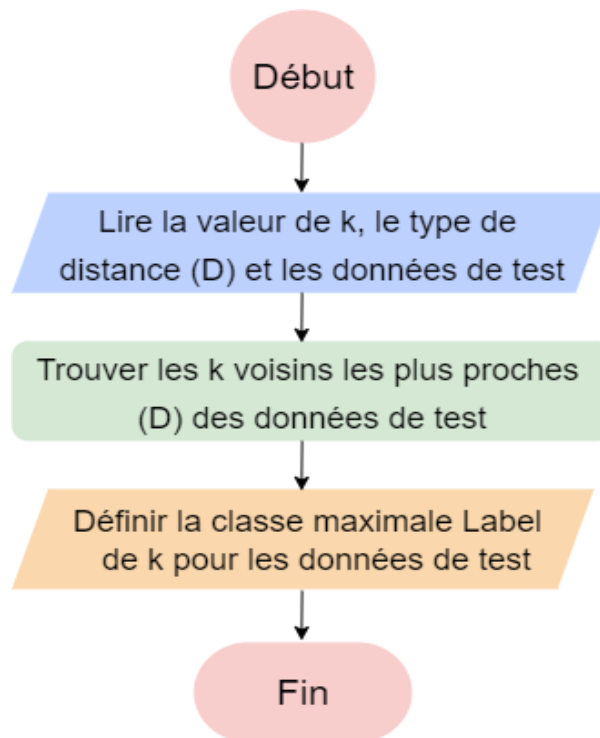 Début
Lire la valeur de k, le type de
distance (D) et les données de test
Trouver les k voisins les plus proches
(D) des données de test
Définir la classe maximale Label
de k pour les données de test
Fin